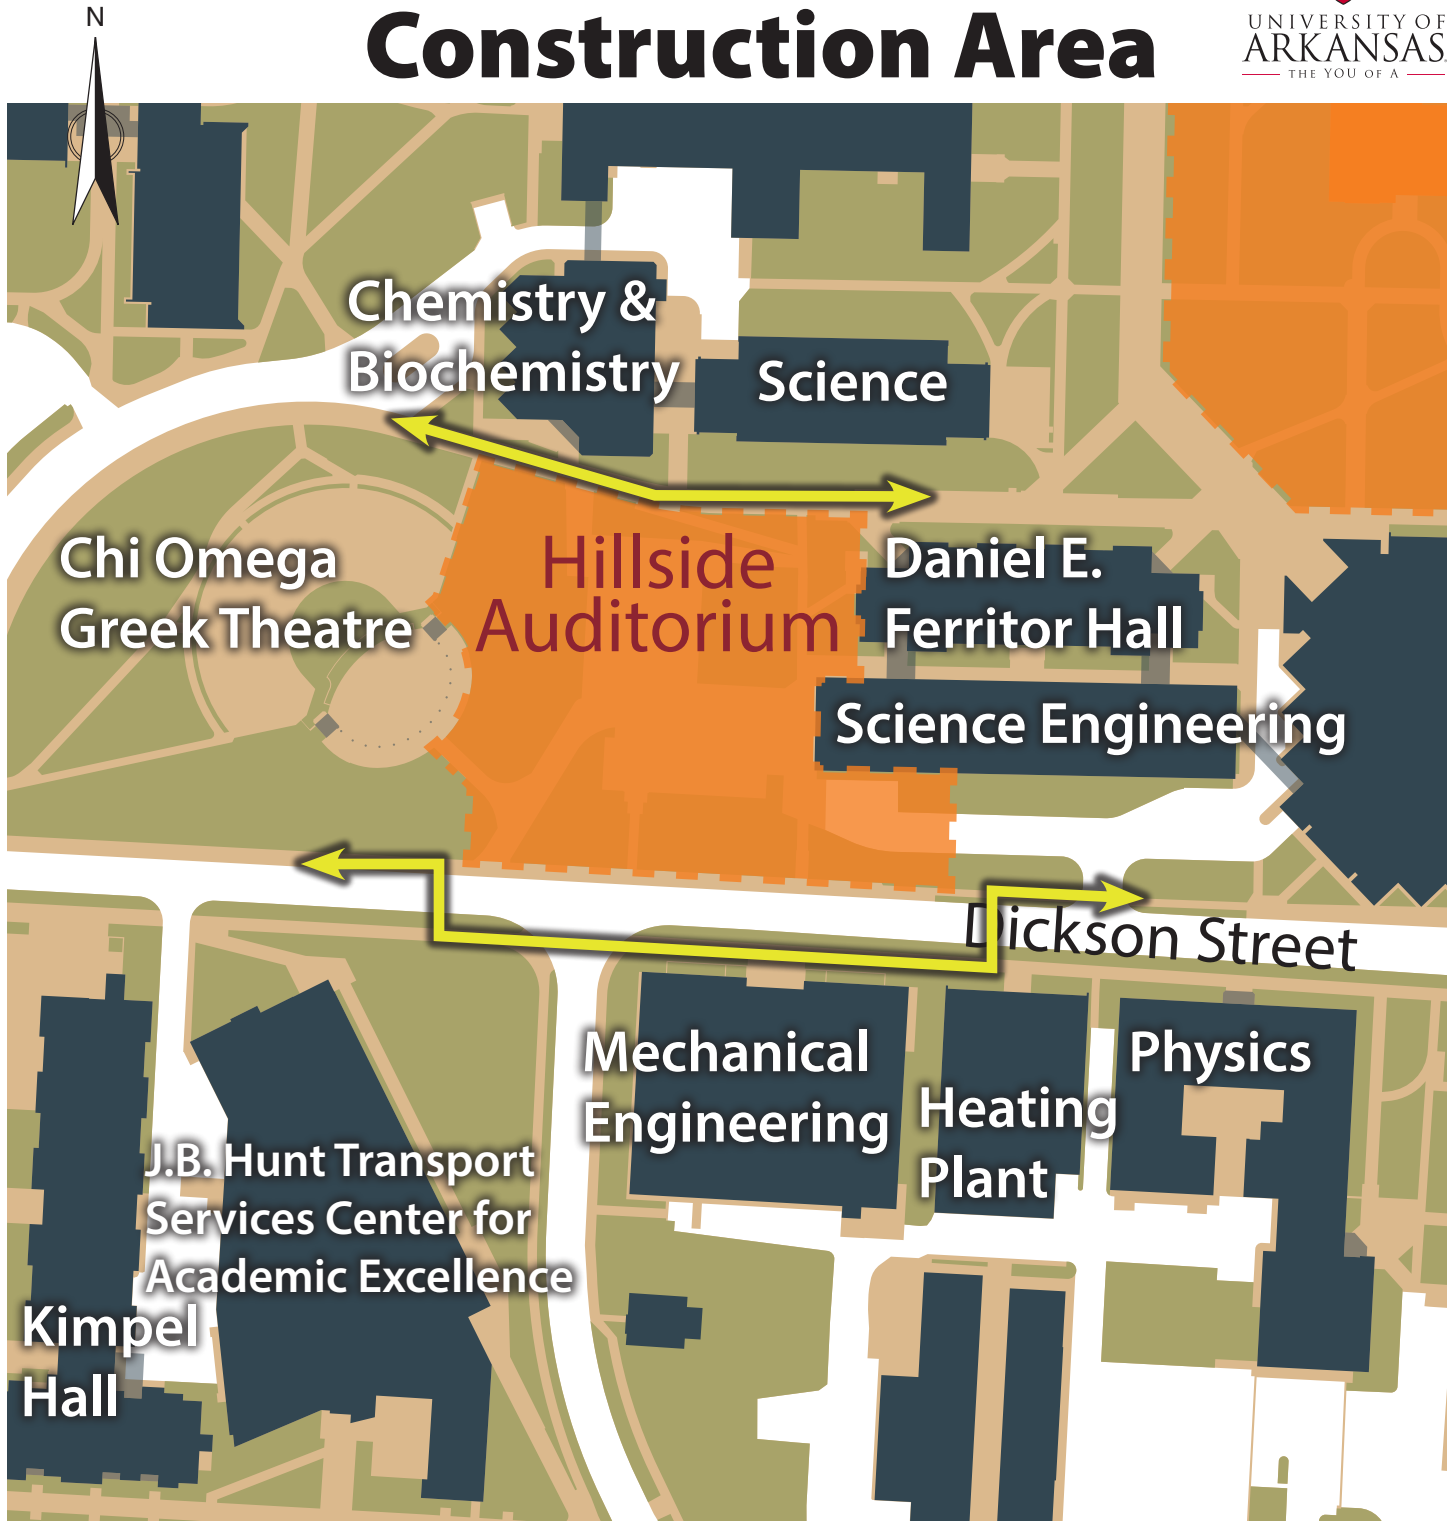 N
Construction Area
UNIVERSITY OF
ARKANSAS
THE YOU OF A
Chemistry &
Biochemistry
Science
Chi Omega
Greek Theatre
Hillside
Auditorium
Daniel E.
Ferritor Hall
Science Engineering
Dickson Street
Mechanical
Engineering
Heating
Plant
Physics
J.B. Hunt Transport
Services Center for
Academic Excellence
Kimpel
Hall